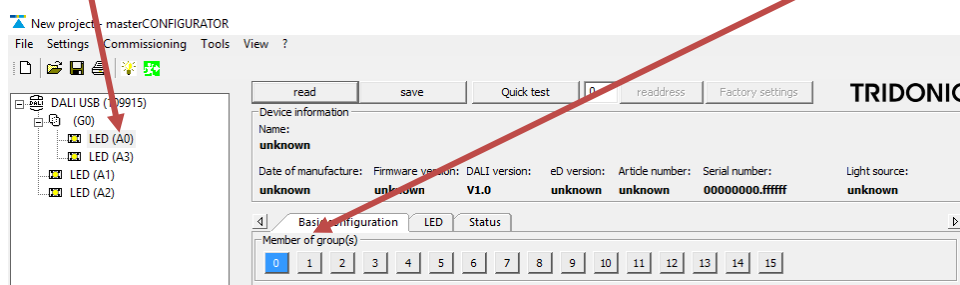 New project - masterCONFIGURATOR
File Settings Commissioning Tools View ?
read save Quick test 0 readdress Factory settings TRIDONIC
DALI USB (109915)
(G0)
LED (A0)
LED (A3)
LED (A1)
LED (A2)
Device information
Name:
unknown
Date of manufacture: Firmware version: DALI version: eD version: Article number: Serial number: Light source:
unknown unknown V1.0 unknown unknown 00000000.ffffff unknown
Basic configuration LED Status
Member of group(s)
0 1 2 3 4 5 6 7 8 9 10 11 12 13 14 15